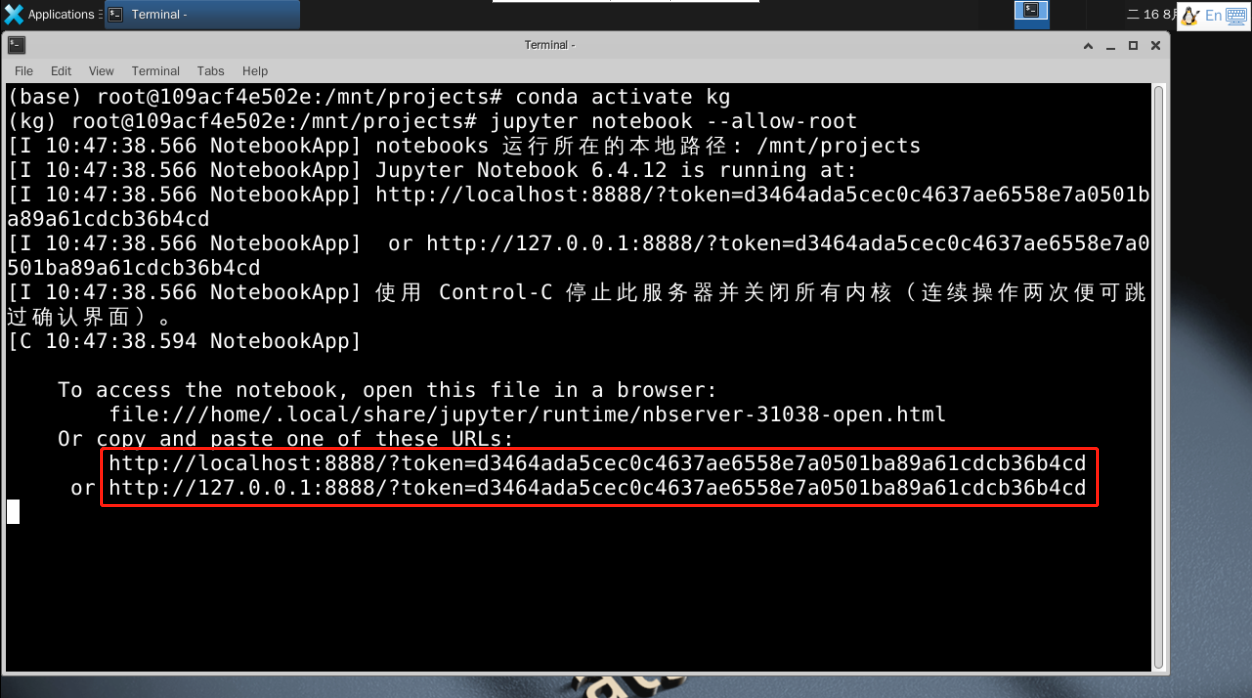 Applications
Terminal -
二 16 8月
En
Terminal -
File Edit View Terminal Tabs Help
(base) root@109acf4e502e:/mnt/projects# conda activate kg
(kg) root@109acf4e502e:/mnt/projects# jupyter notebook --allow-root
[I 10:47:38.566 NotebookApp] notebooks 运行所在的本地路径: /mnt/projects
[I 10:47:38.566 NotebookApp] Jupyter Notebook 6.4.12 is running at:
[I 10:47:38.566 NotebookApp] http://localhost:8888/?token=d3464ada5cec0c4637ae6558e7a0501b
a89a61cdcb36b4cd
[I 10:47:38.566 NotebookApp]  or http://127.0.0.1:8888/?token=d3464ada5cec0c4637ae6558e7a0
501ba89a61cdcb36b4cd
[I 10:47:38.566 NotebookApp] 使用 Control-C 停止此服务器并关闭所有内核（连续操作两次便可跳
过确认界面）。
[C 10:47:38.594 NotebookApp]
To access the notebook, open this file in a browser:
file:///home/.local/share/jupyter/runtime/nbserver-31038-open.html
Or copy and paste one of these URLs:
http://localhost:8888/?token=d3464ada5cec0c4637ae6558e7a0501ba89a61cdcb36b4cd
or http://127.0.0.1:8888/?token=d3464ada5cec0c4637ae6558e7a0501ba89a61cdcb36b4cd